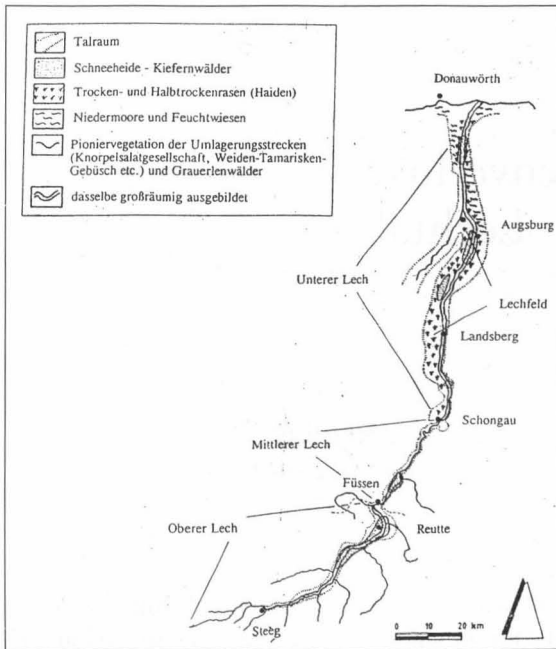 Talraum
Schneeheide - Kiefernwälder
Trocken- und Halbtrockenrasen (Haiden)
Niedermoore und Feuchtwiesen
Pioniervegetation der Umlagerungsstrecken
(Knorpelsalatgesellschaft, Weiden-Tamarisken-
Gebüsch etc.) und Grauerlenwälder
dasselbe großräumig ausgebildet
Donauwörth
Augsburg
Unterer Lech
Lechfeld
Landsberg
Schongau
Mittlerer Lech
Füssen
Oberer Lech
Reutte
Steeg
0 10 20 km